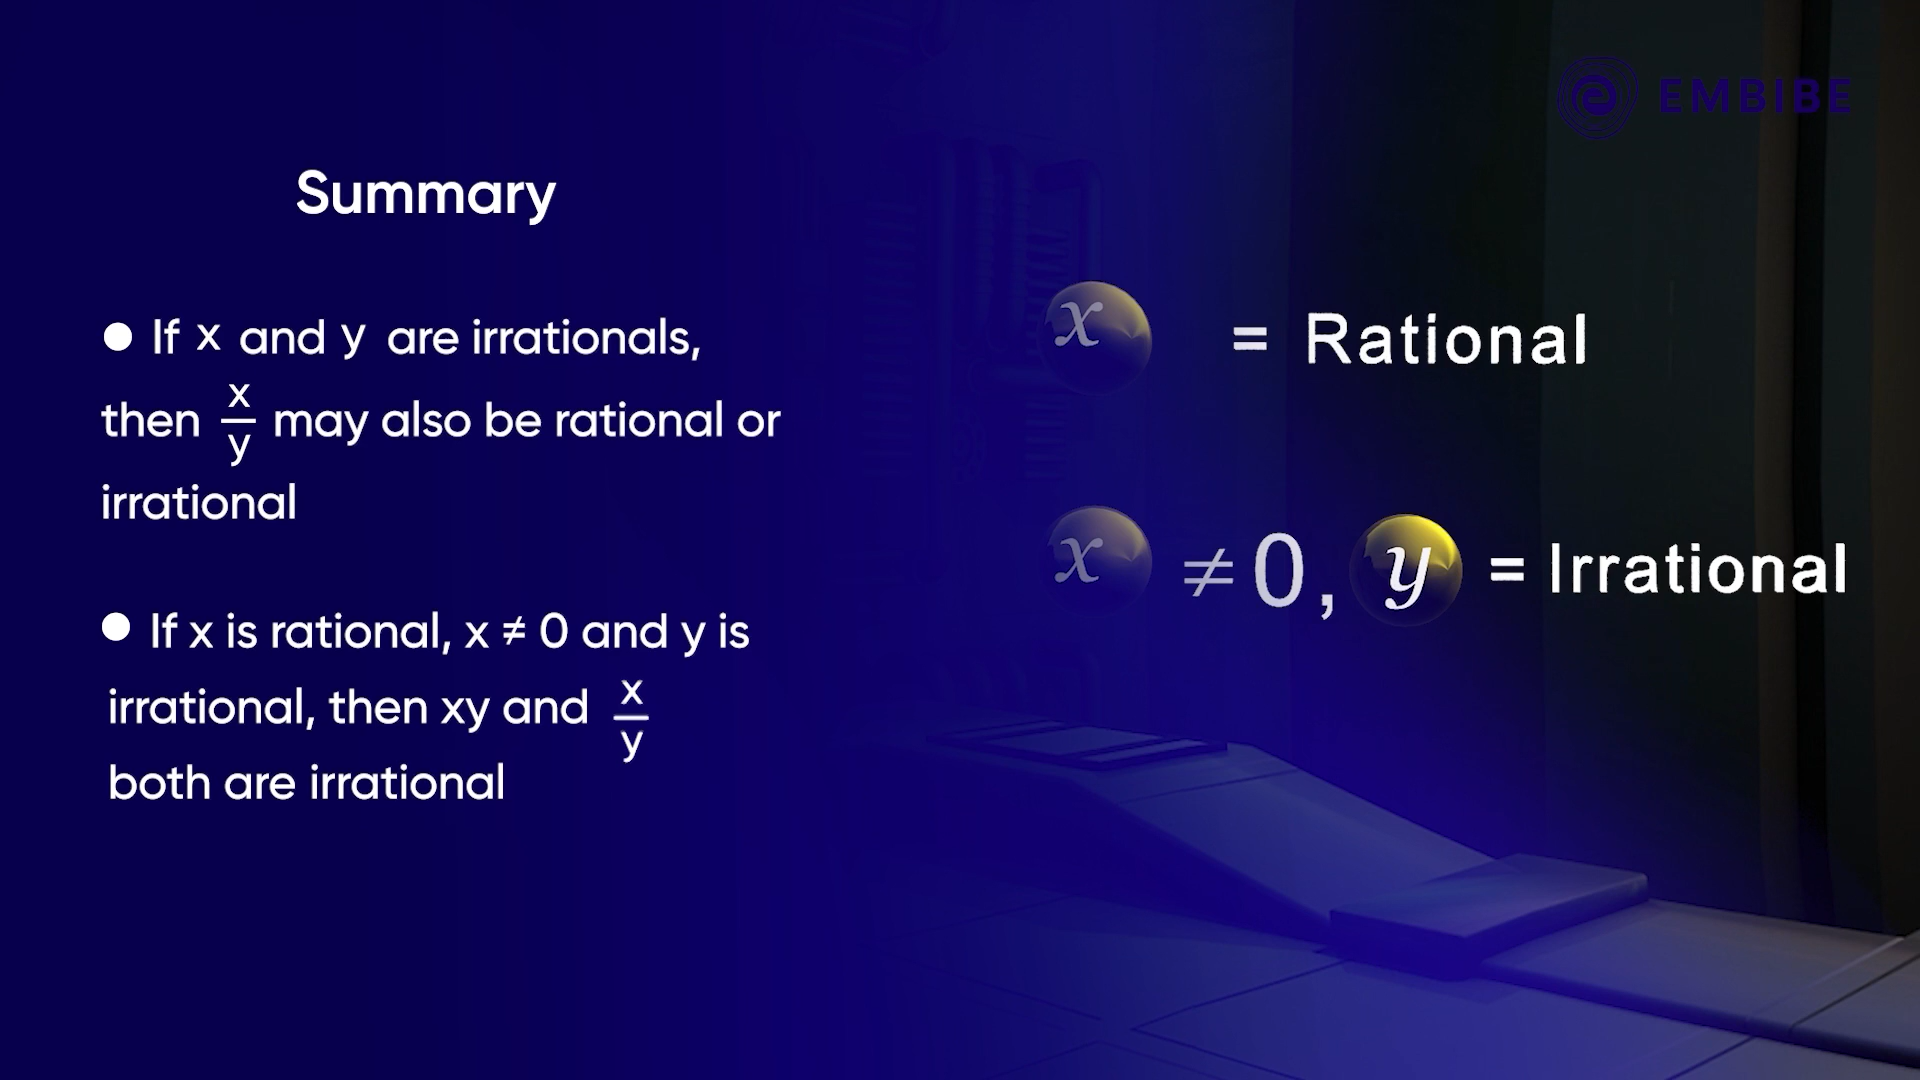 EMBIBE
Summary
● If x and y are irrationals,
then x/y may also be rational or
irrational
● If x is rational, x ≠ 0 and y is
irrational, then xy and x/y
both are irrational
x = Rational
x ≠ 0, y = Irrational